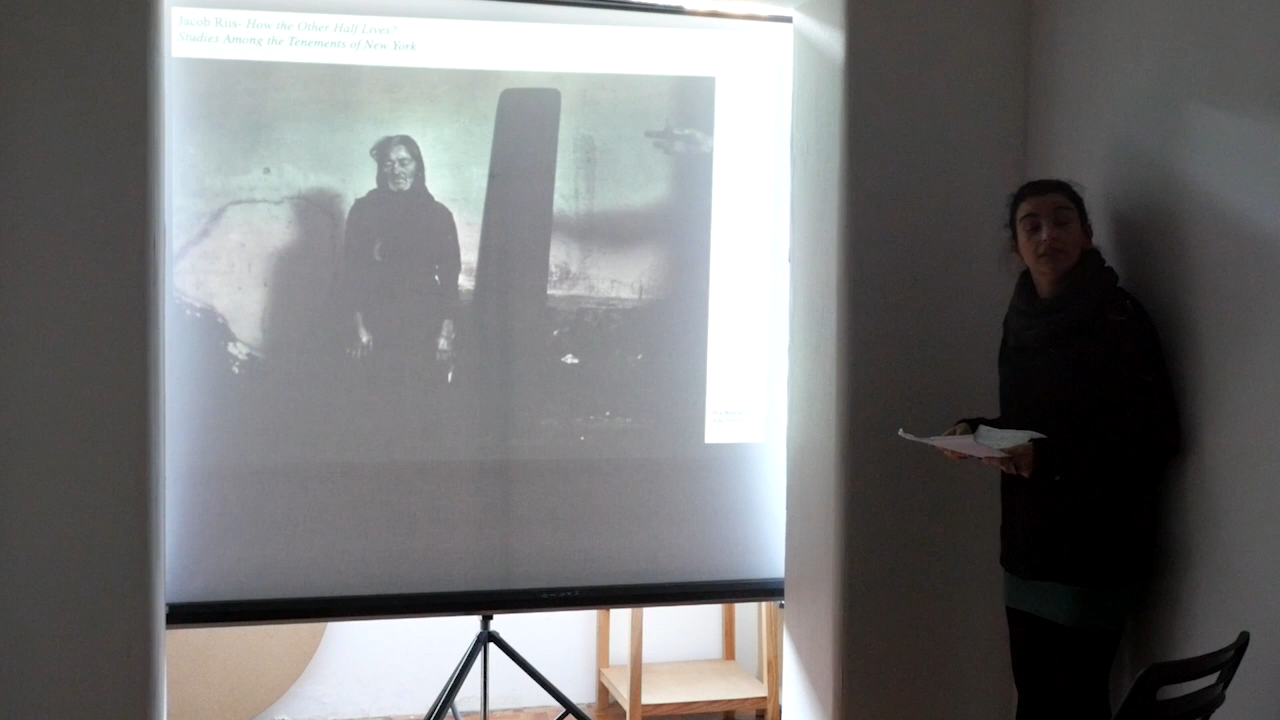 Jacob Riis- How the Other Half Lives?
Studies Among the Tenements of New York